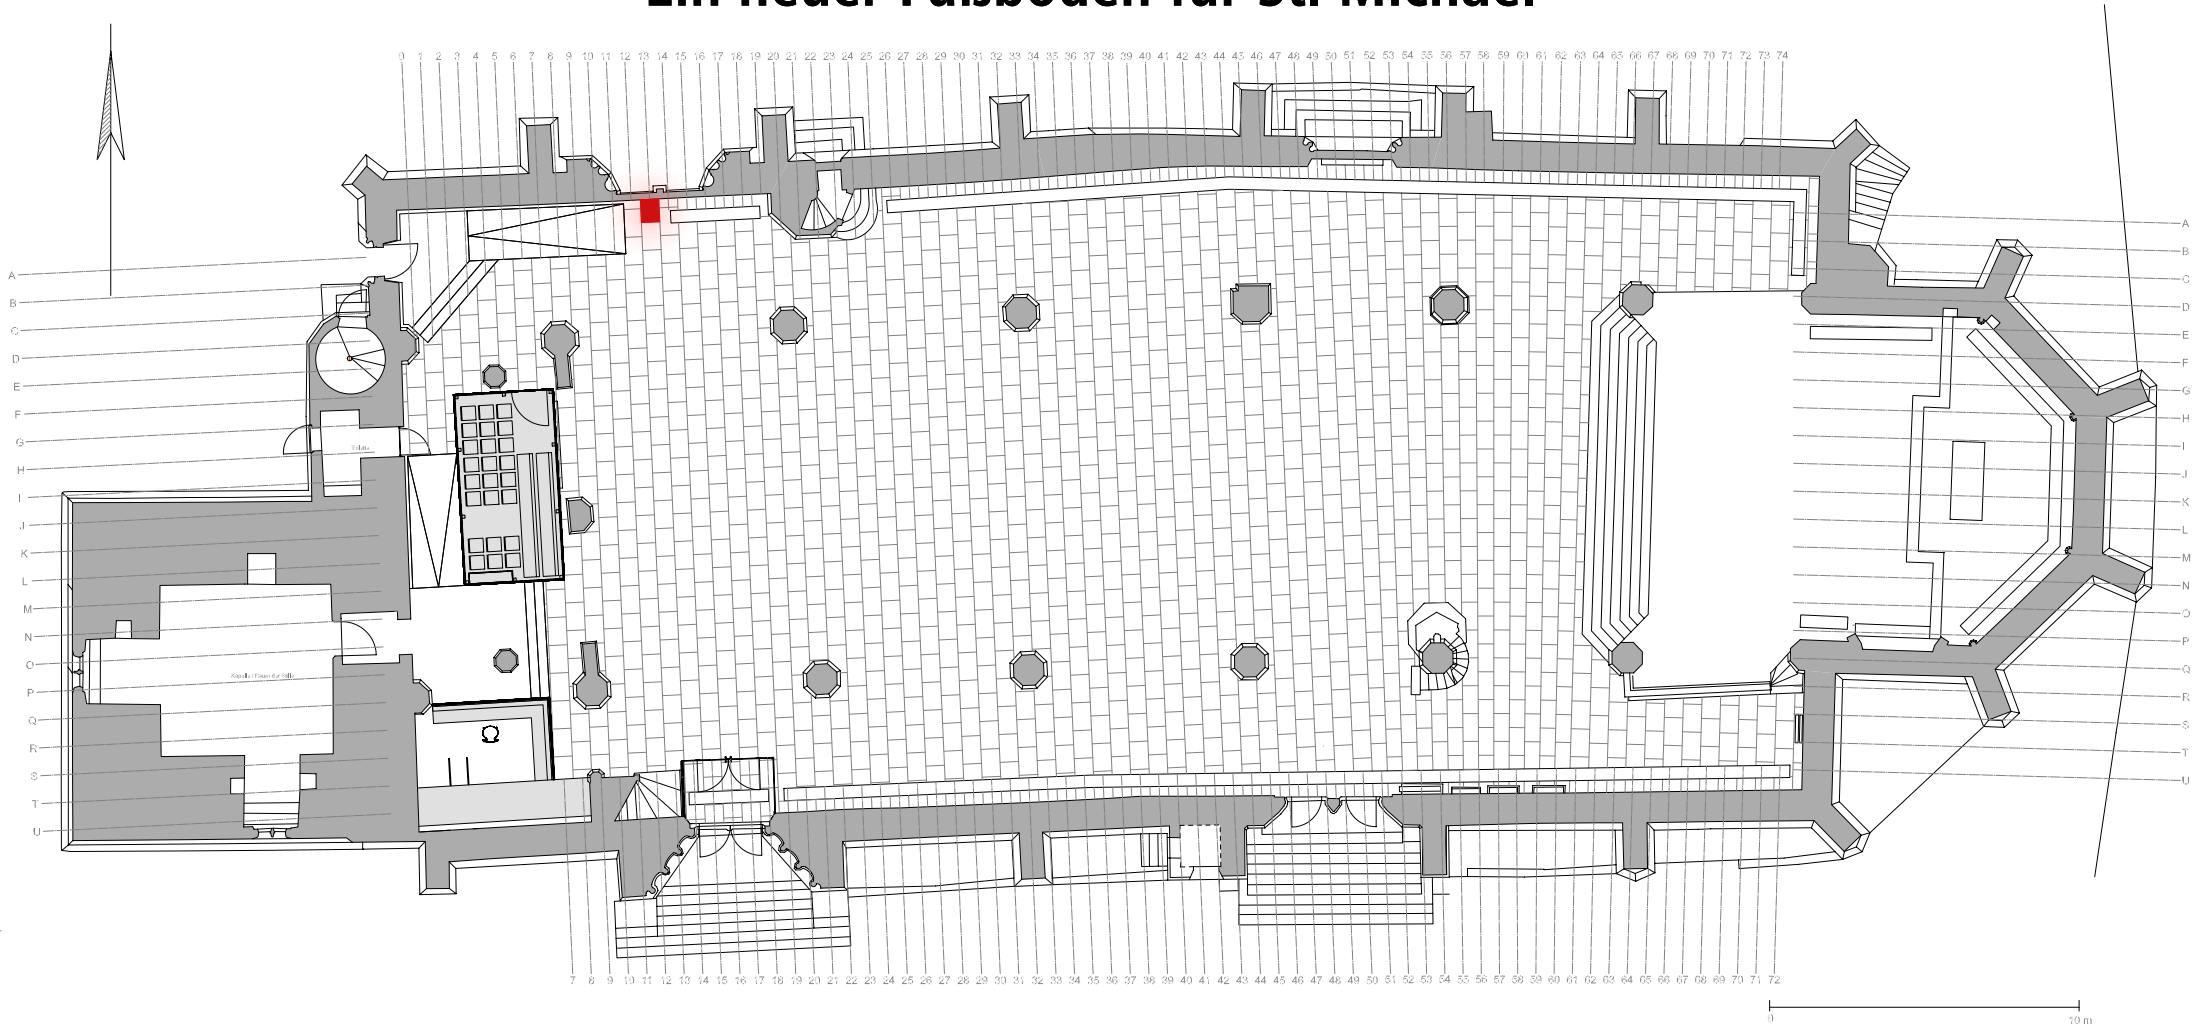 Ein neuer Fußboden für St. Michael
0 1 2 3 4 5 6 7 8 9 10 11 12 13 14 15 16 17 18 19 20 21 22 23 24 25 26 27 28 29 30 31 32 33 34 35 36 37 38 39 40 41 42 43 44 45 46 47 48 49 50 51 52 53 54 55 56 57 58 59 60 61 62 63 64 65 66 67 68 69 70 71 72 73 74
A
B
C
D
E
F
G
H
I
J
K
L
M
N
O
P
Q
R
S
T
U
Kapelle / Raum der Stille
A
B
C
D
E
F
G
H
I
J
K
L
M
N
O
P
Q
R
S
T
U
7 8 9 10 11 12 13 14 15 16 17 18 19 20 21 22 23 24 25 26 27 28 29 30 31 32 33 34 35 36 37 38 39 40 41 42 43 44 45 46 47 48 49 50 51 52 53 54 55 56 57 58 59 60 61 62 63 64 65 66 67 68 69 70 71 72
0 10 m